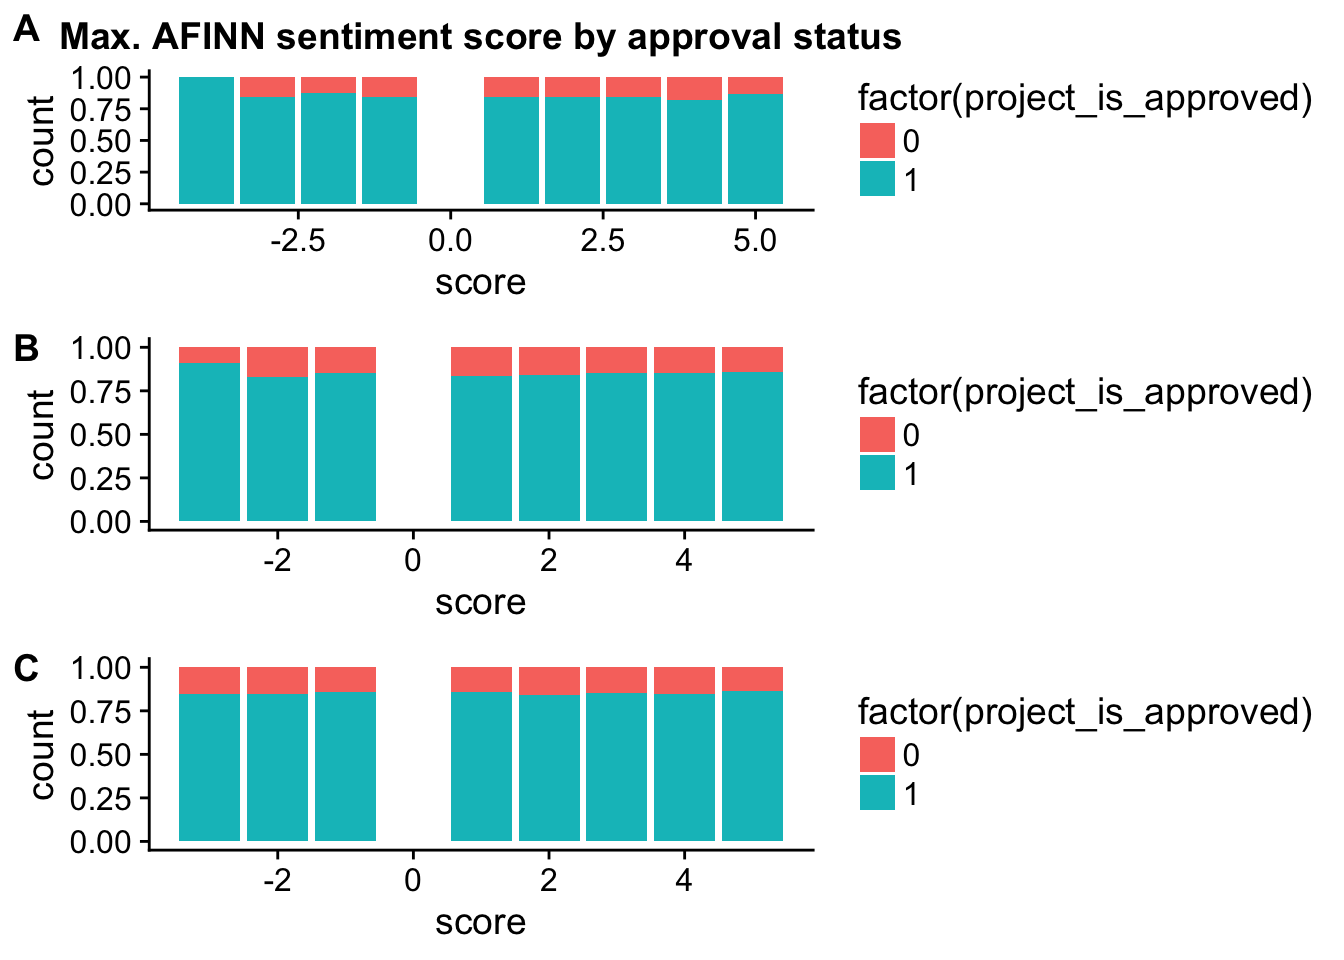 A Max. AFINN sentiment score by approval status
1.00
0.75
0.50
0.25
0.00
count
-2.5 0.0 2.5 5.0
score
factor(project_is_approved)
0
1
B
1.00
0.75
0.50
0.25
0.00
count
-2 0 2 4
score
factor(project_is_approved)
0
1
C
1.00
0.75
0.50
0.25
0.00
count
-2 0 2 4
score
factor(project_is_approved)
0
1